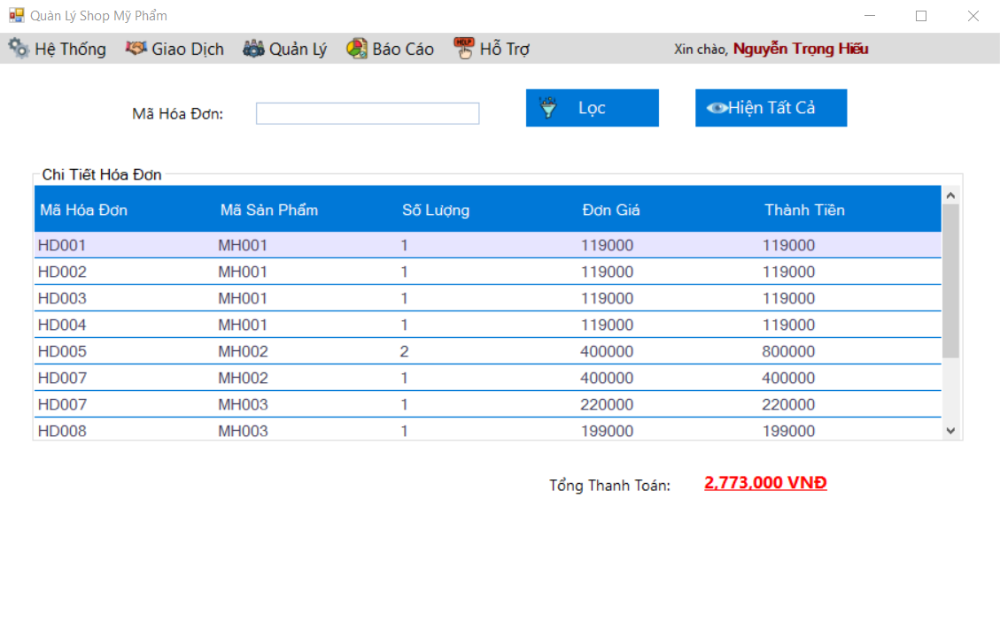 Quản Lý Shop Mỹ Phẩm
Hệ Thống Giao Dịch Quản Lý Báo Cáo HELP Hỗ Trợ Xin chào, Nguyễn Trọng Hiếu
Mã Hóa Đơn: Lọc Hiện Tất Cả
Chi Tiết Hóa Đơn
Mã Hóa Đơn Mã Sản Phẩm Số Lượng Đơn Giá Thành Tiền
HD001 MH001 1 119000 119000
HD002 MH001 1 119000 119000
HD003 MH001 1 119000 119000
HD004 MH001 1 119000 119000
HD005 MH002 2 400000 800000
HD007 MH002 1 400000 400000
HD007 MH003 1 220000 220000
HD008 MH003 1 199000 199000
Tổng Thanh Toán: 2,773,000 VNĐ